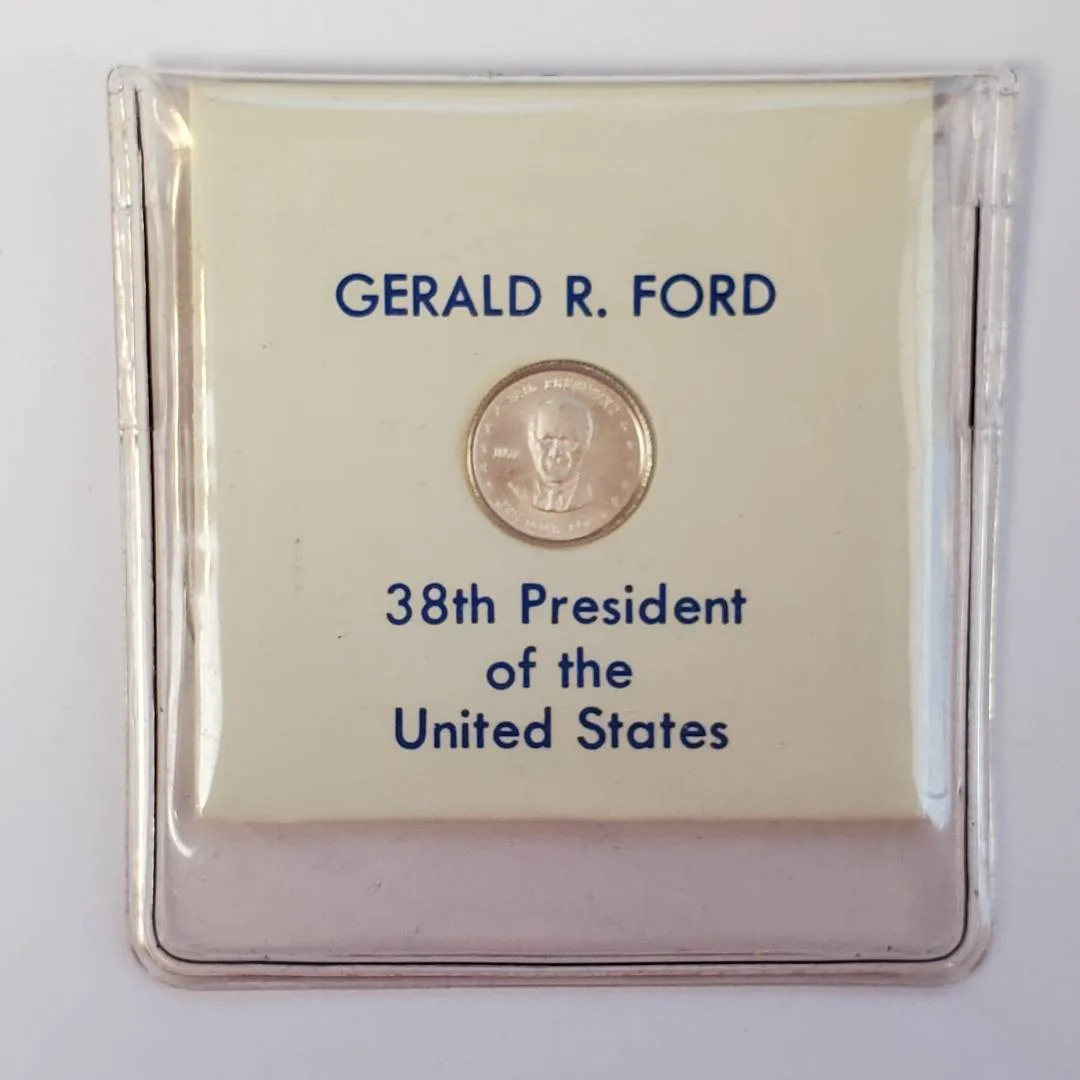 GERALD R. FORD
38th President
of the
United States